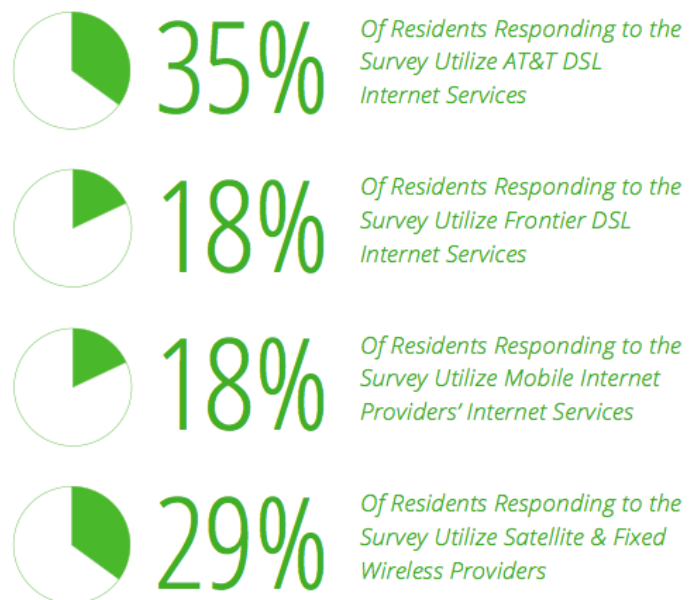 35%
Of Residents Responding to the
Survey Utilize AT&T DSL
Internet Services
18%
Of Residents Responding to the
Survey Utilize Frontier DSL
Internet Services
18%
Of Residents Responding to the
Survey Utilize Mobile Internet
Providers' Internet Services
29%
Of Residents Responding to the
Survey Utilize Satellite & Fixed
Wireless Providers